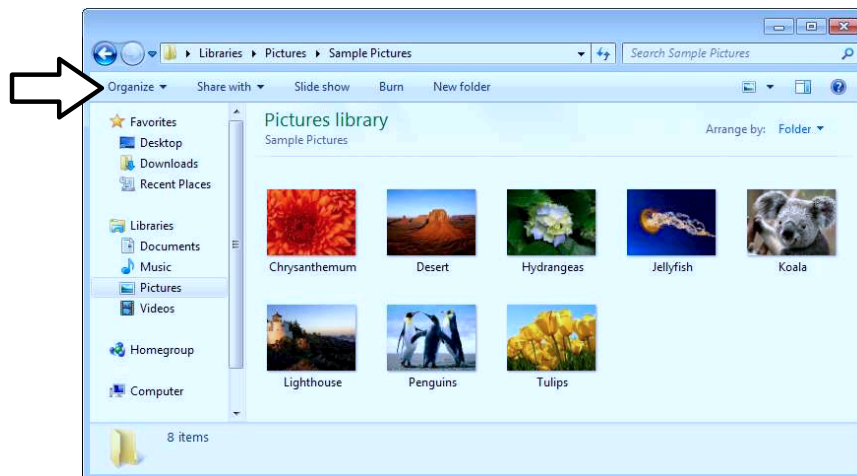 Libraries Pictures Sample Pictures Search Sample Pictures
Organize Share with Slide show Burn New folder
Favorites
Desktop
Downloads
Recent Places
Libraries
Documents
Music
Pictures
Videos
Homegroup
Computer
Pictures library
Sample Pictures
Arrange by: Folder
Chrysanthemum Desert Hydrangeas Jellyfish Koala
Lighthouse Penguins Tulips
8 items